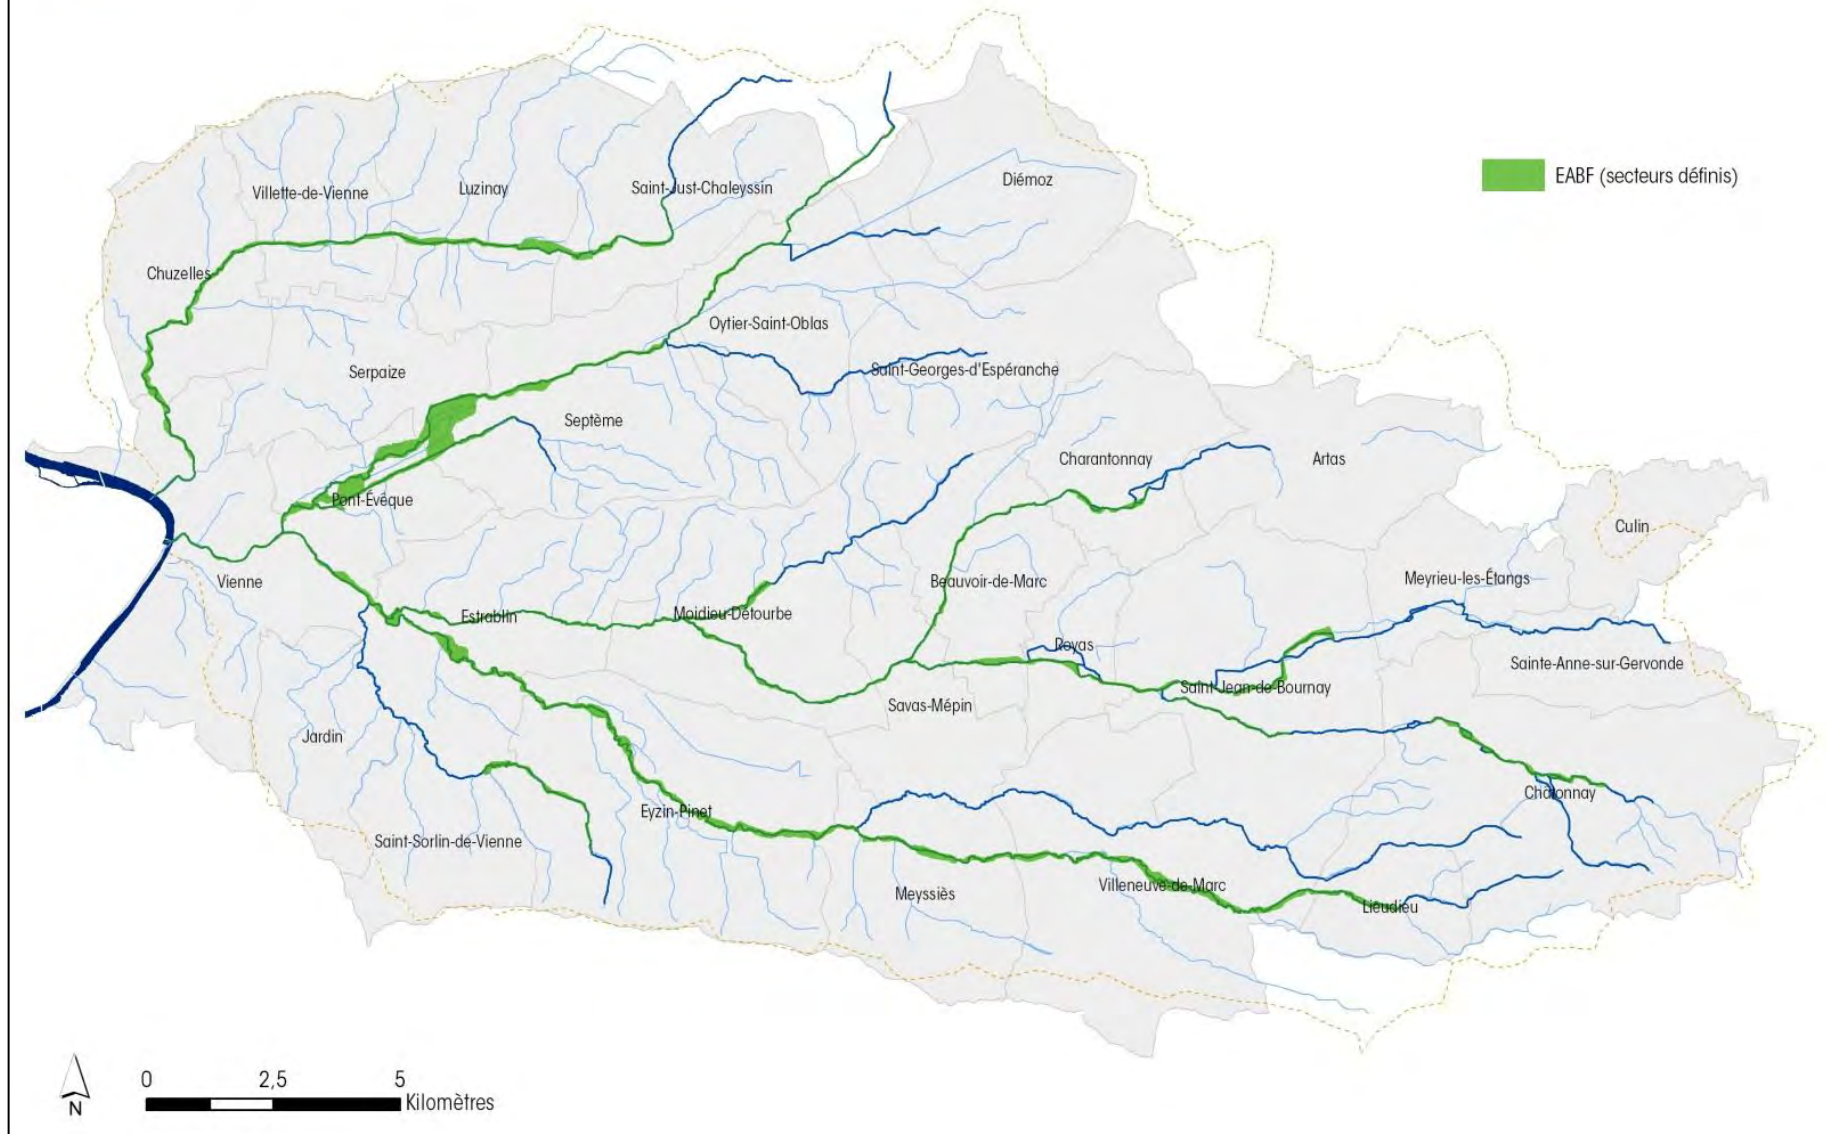 Villette-de-Vienne
Luzinay
Saint-Just-Chaleyssin
Diémoz
EABF (secteurs définis)
Chuzelles
Oytier-Saint-Oblas
Serpaize
Saint-Georges-d'Espéranche
Septème
Charantonnay
Artas
Pont-Évêque
Culin
Vienne
Beauvoir-de-Marc
Meyrieu-les-Étangs
Estrablin
Moidieu-Détourbe
Royas
Sainte-Anne-sur-Gervonde
Saint-Jean-de-Bournay
Savas-Mépin
Jardin
Chatonnay
Eyzin-Pinet
Saint-Sorlin-de-Vienne
Meyssiès
Villeneuve-de-Marc
Lieudieu
0 2,5 5
Kilomètres
N